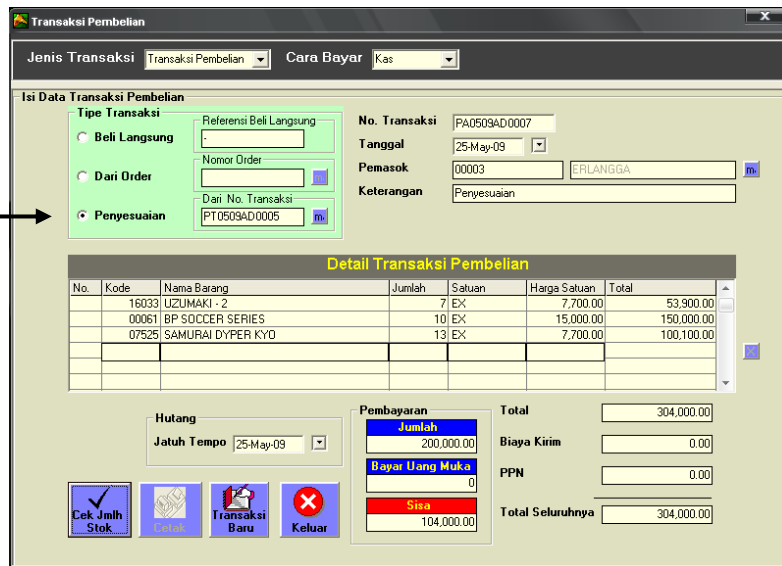 Transaksi Pembelian
Jenis Transaksi Transaksi Pembelian Cara Bayar Kas
Isi Data Transaksi Pembelian
Tipe Transaksi
Referensi Beli Langsung
Beli Langsung -
Nomor Order
Dari Order
Dari No. Transaksi
Penyesuaian PT0509AD0005
No. Transaksi PA0509AD0007
Tanggal 25-May-09
Pemasok 00003 ERLANGGA
Keterangan Penyesuaian
Detail Transaksi Pembelian
No. Kode Nama Barang Jumlah Satuan Harga Satuan Total
16033 UZUMAKI - 2 7 EX 7,700.00 53,900.00
00061 BP SOCCER SERIES 10 EX 15,000.00 150,000.00
07525 SAMURAI DYPER KYO 13 EX 7,700.00 100,100.00
Hutang
Jatuh Tempo 25-May-09
Pembayaran
Jumlah
200,000.00
Bayar Uang Muka
0
Sisa
104,000.00
Total 304,000.00
Biaya Kirim 0.00
PPN 0.00
Total Seluruhnya 304,000.00
Cek Jmlh Stok
Cetak
Transaksi Baru
Keluar